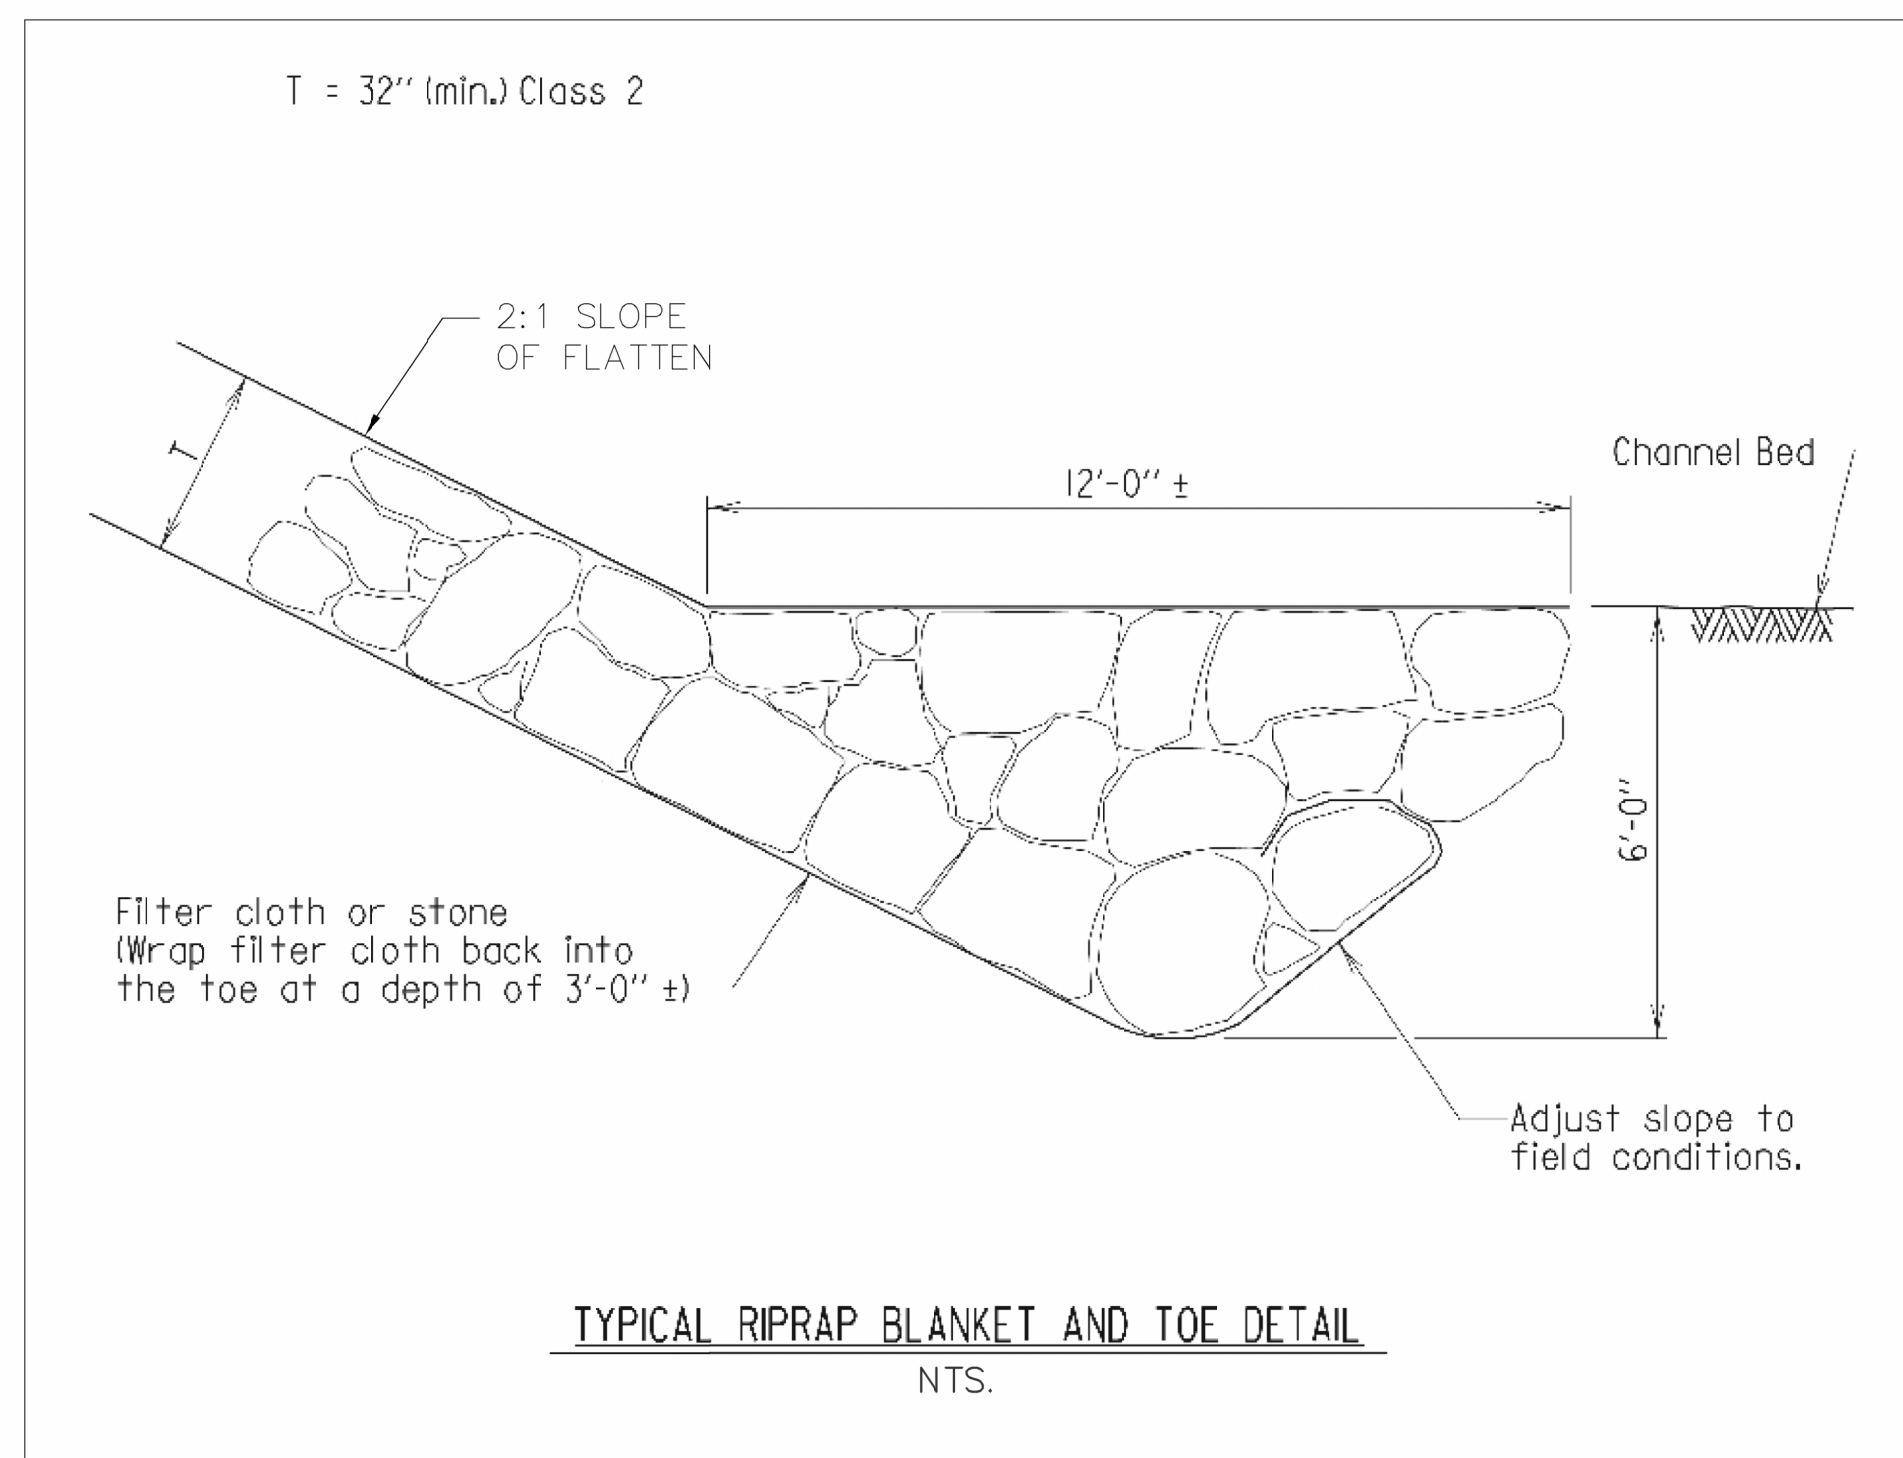 T = 32" (min.) Class 2
2:1 SLOPE
OF FLATTEN
T
12'-0" ±
Channel Bed
6'-0"
Filter cloth or stone
(Wrap filter cloth back into
the toe at a depth of 3'-0" ±)
Adjust slope to
field conditions.
TYPICAL RIPRAP BLANKET AND TOE DETAIL
NTS.